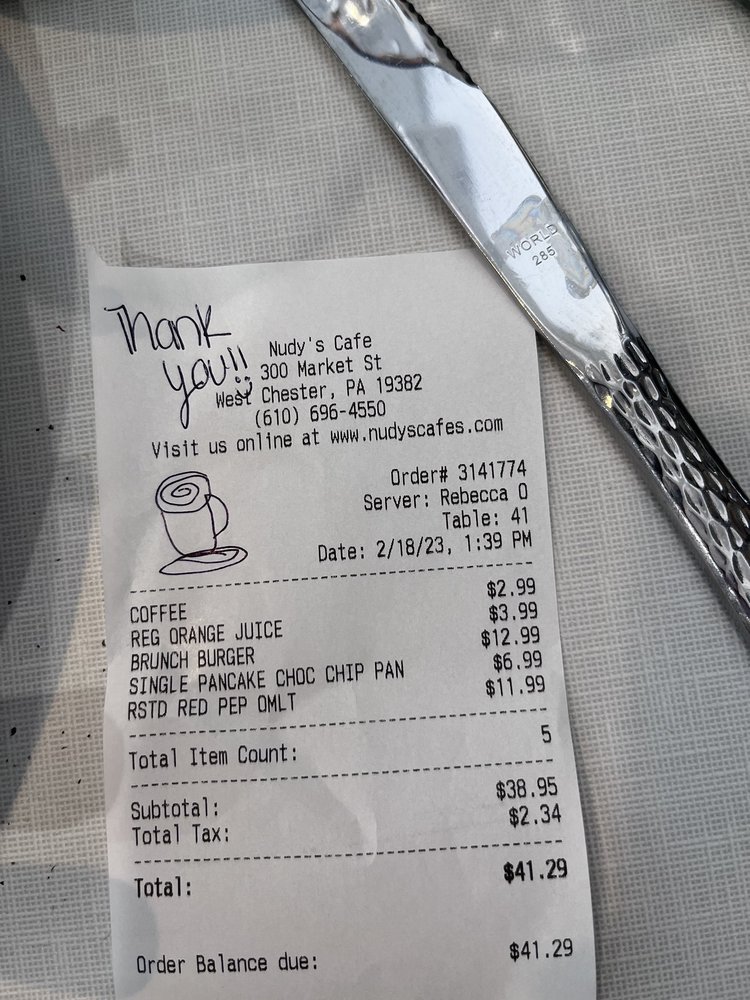 WORLD
285
Thank
you!!
Nudy's Cafe
300 Market St
West Chester, PA 19382
(610) 696-4550
Visit us online at www.nudyscafes.com
Order# 3141774
Server: Rebecca O
Table: 41
Date: 2/18/23, 1:39 PM
COFFEE $2.99
REG ORANGE JUICE $3.99
BRUNCH BURGER $12.99
SINGLE PANCAKE CHOC CHIP PAN $6.99
RSTD RED PEP OMLT $11.99
Total Item Count: 5
Subtotal: $38.95
Total Tax: $2.34
Total: $41.29
Order Balance due: $41.29